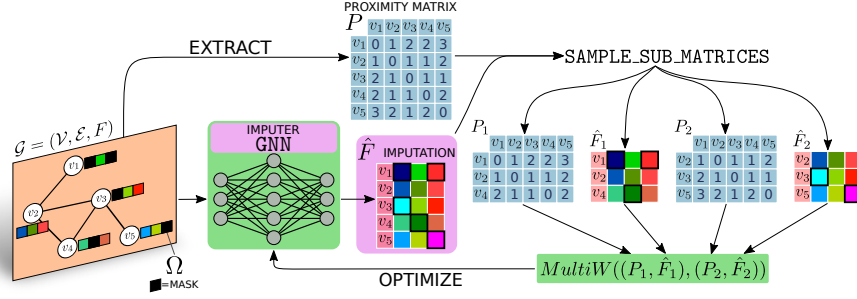 PROXIMITY MATRIX
P v1 v2 v3 v4 v5
v1 0 1 2 2 3
v2 1 0 1 1 2
v3 2 1 0 1 1
v4 2 1 1 0 2
v5 3 2 1 2 0
EXTRACT
SAMPLE_SUB_MATRICES
G = (V, E, F)
v1
v2
v3
v4
v5
Ω
=MASK
IMPUTER
GNN
F̂ IMPUTATION
v1
v2
v3
v4
v5
P1
v1 v2 v3 v4 v5
v1 0 1 2 2 3
v2 1 0 1 1 2
v4 2 1 1 0 2
F̂1
v1
v2
v4
P2
v1 v2 v3 v4 v5
v2 1 0 1 1 2
v3 2 1 0 1 1
v5 3 2 1 2 0
F̂2
v2
v3
v5
OPTIMIZE
MultiW((P1, F̂1), (P2, F̂2))